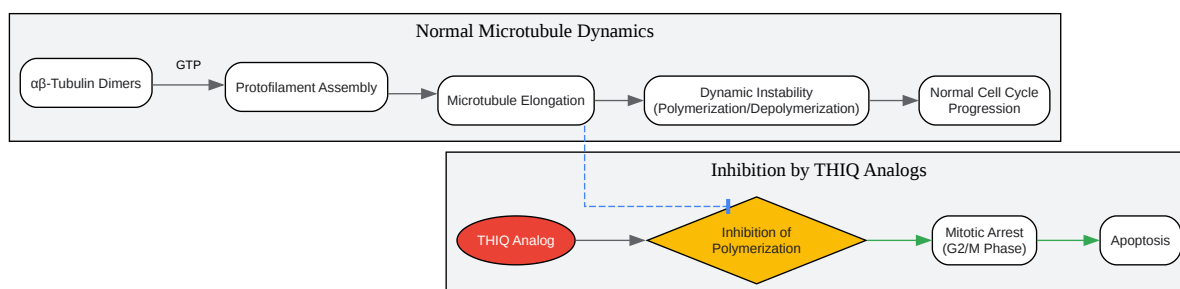 Normal Microtubule Dynamics
αβ-Tubulin Dimers
GTP
Protofilament Assembly
Microtubule Elongation
Dynamic Instability
(Polymerization/Depolymerization)
Normal Cell Cycle
Progression
Inhibition by THIQ Analogs
THIQ Analog
Inhibition of
Polymerization
Mitotic Arrest
(G2/M Phase)
Apoptosis